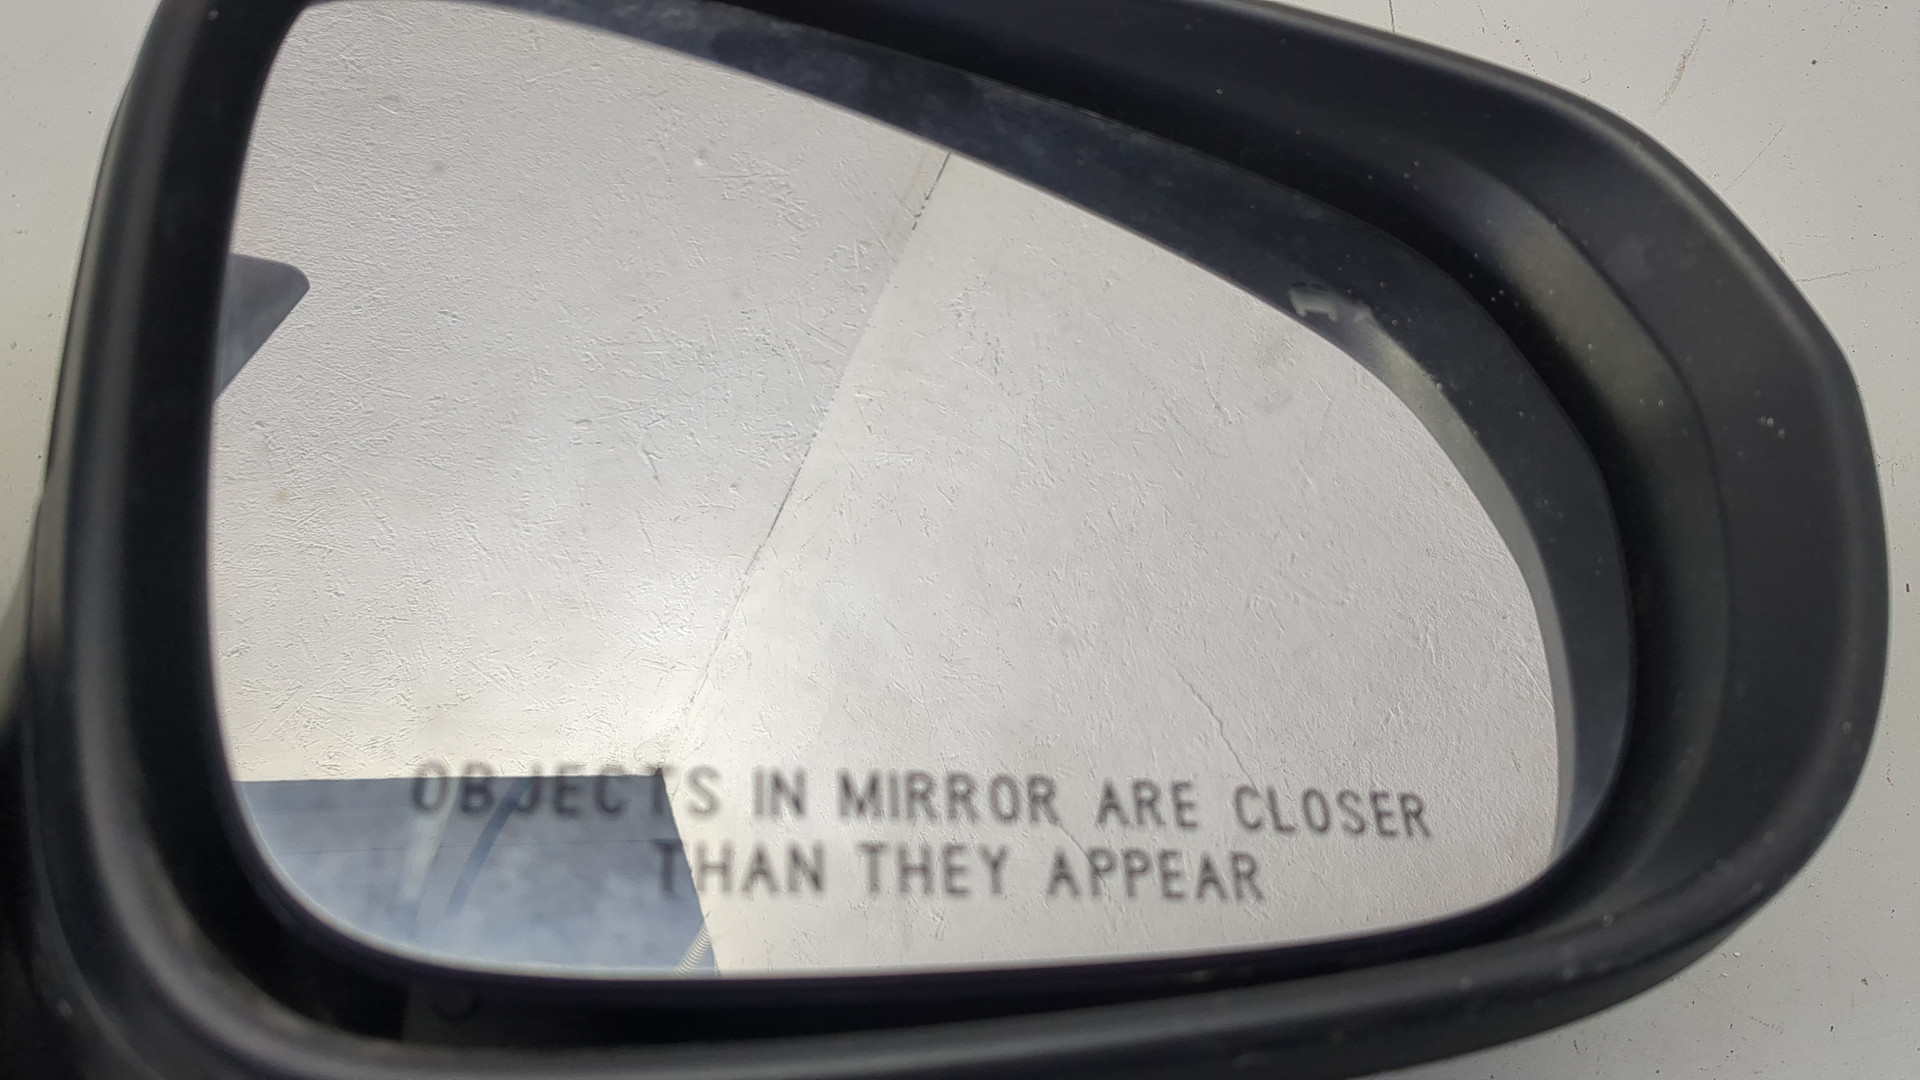 OBJECTS IN MIRROR ARE CLOSER
THAN THEY APPEAR